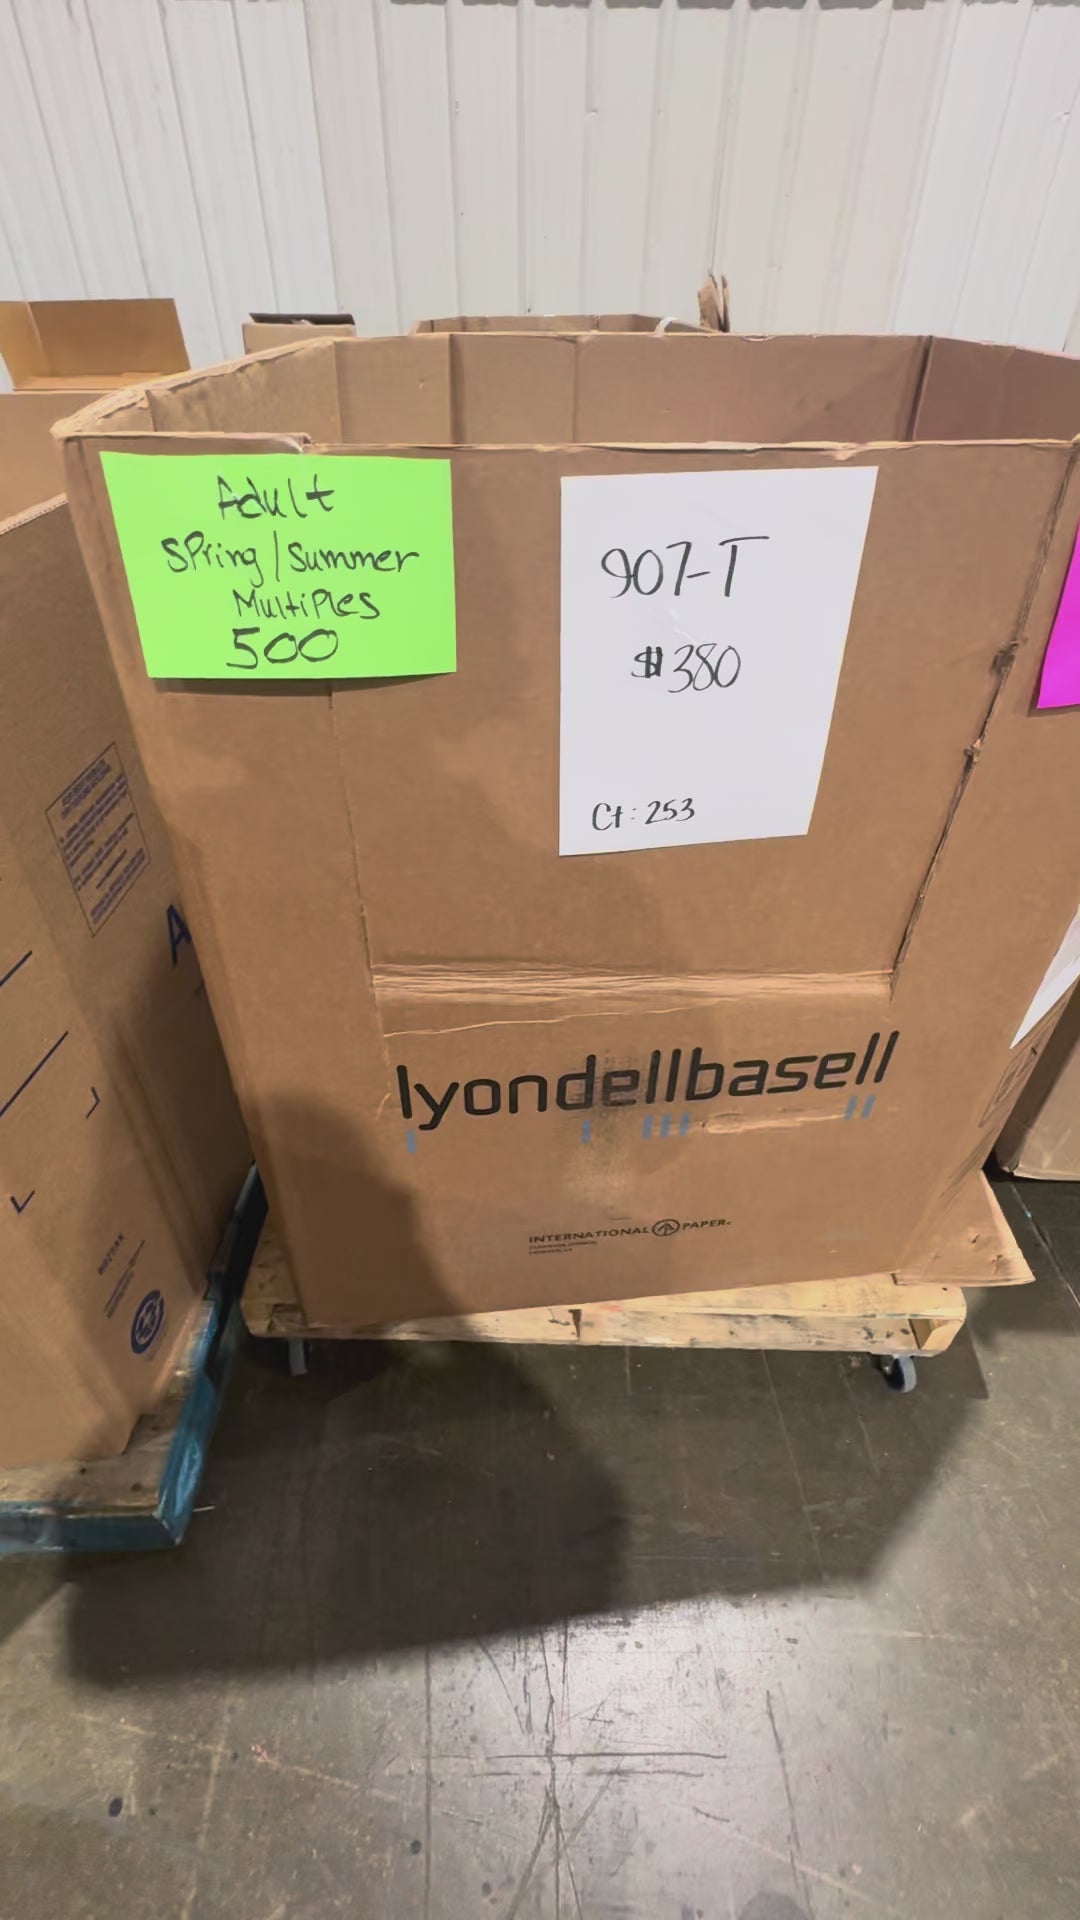 Adult
Spring/Summer
Multiples
500
907-T
$380
Ct: 253
lyondellbasell
INTERNATIONAL PAPER